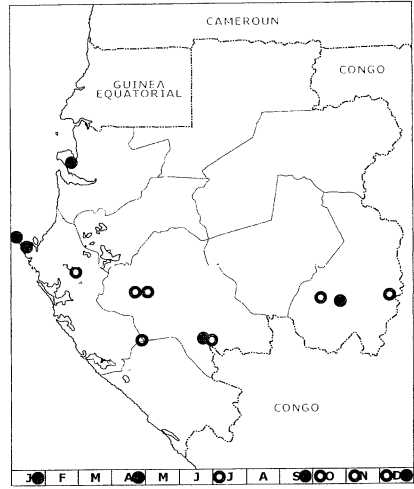 CAMEROUN
CONGO
GUINEA
EQUATORIAL
CONGO
J F M A M J J A S O N D